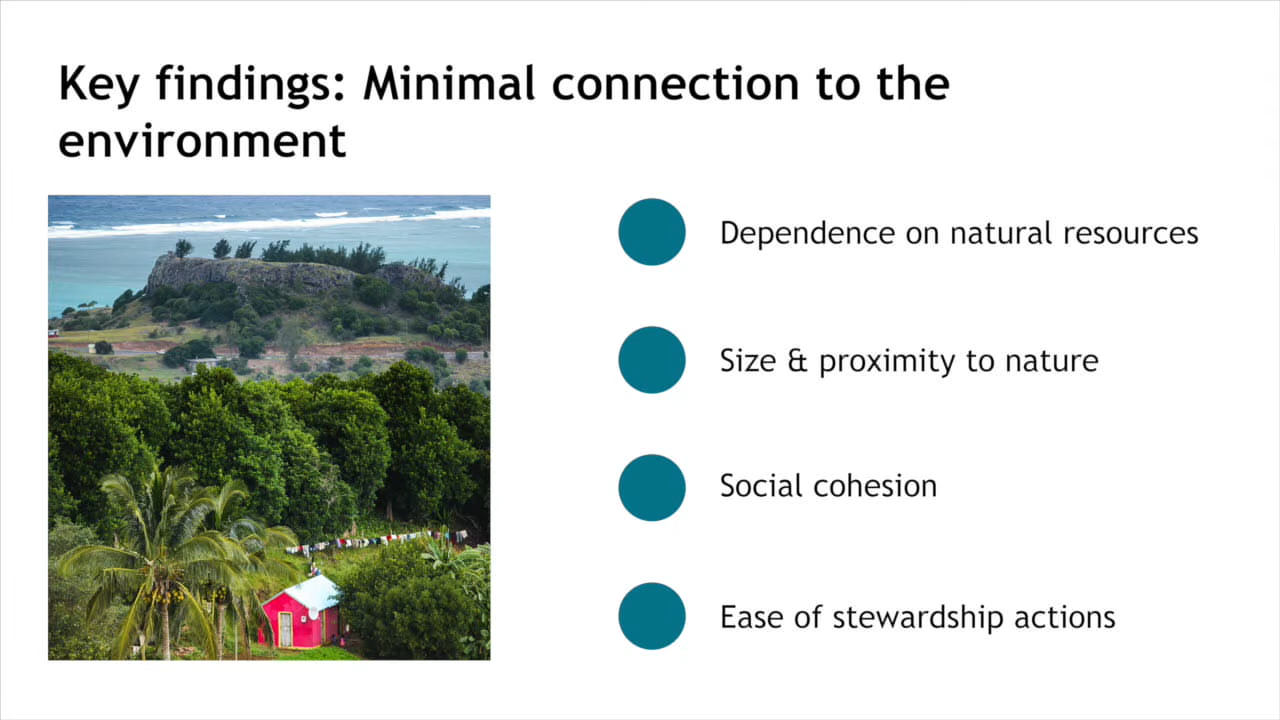 Key findings: Minimal connection to the
environment
Dependence on natural resources
Size & proximity to nature
Social cohesion
Ease of stewardship actions